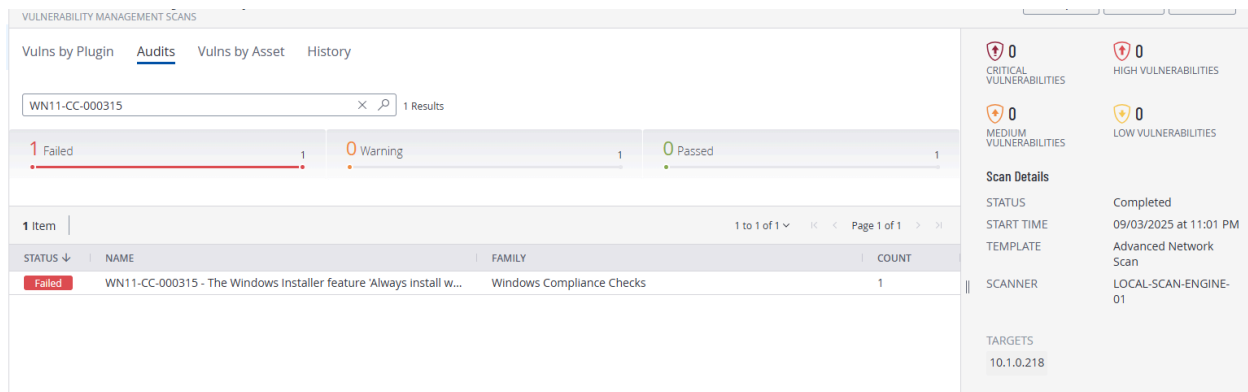 VULNERABILITY MANAGEMENT SCANS
Vulns by Plugin Audits Vulns by Asset History
WN11-CC-000315 1 Results
1 Failed 1
0 Warning 1
0 Passed 1
1 Item 1 to 1 of 1 Page 1 of 1
STATUS NAME FAMILY COUNT
Failed WN11-CC-000315 - The Windows Installer feature 'Always install w... Windows Compliance Checks 1
0 CRITICAL VULNERABILITIES
0 HIGH VULNERABILITIES
0 MEDIUM VULNERABILITIES
0 LOW VULNERABILITIES
Scan Details
STATUS Completed
START TIME 09/03/2025 at 11:01 PM
TEMPLATE Advanced Network
Scan
SCANNER LOCAL-SCAN-ENGINE-
01
TARGETS
10.1.0.218